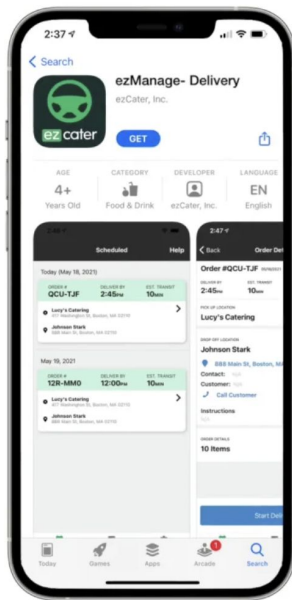 2:37
Search
ezManage- Delivery
ezCater, Inc.
ez cater
GET
AGE
4+
Years Old
CATEGORY
Food & Drink
DEVELOPER
ezCater, Inc.
LANGUAGE
EN
English
Scheduled
Help
Today (May 18, 2021)
ORDER #
DELIVER BY
EST. TRANSIT
QCU-TJF
2:45PM
10MIN
Lucy's Catering
Johnson Stark
May 19, 2021
ORDER #
DELIVER BY
EST. TRANSIT
12R-MM0
12:00PM
10MIN
Lucy's Catering
Johnson Stark
2:47
Back
Order Det
Order #QCU-TJF
DELIVER BY
EST. TRANSIT
2:45PM
10MIN
PICK UP LOCATION
Lucy's Catering
DROP OFF LOCATION
Johnson Stark
888 Main St, Boston, M
Contact:
Customer:
Call Customer
Instructions
ORDER DETAILS
10 Items
Start Deli
Today
Games
Apps
1
Arcade
Search